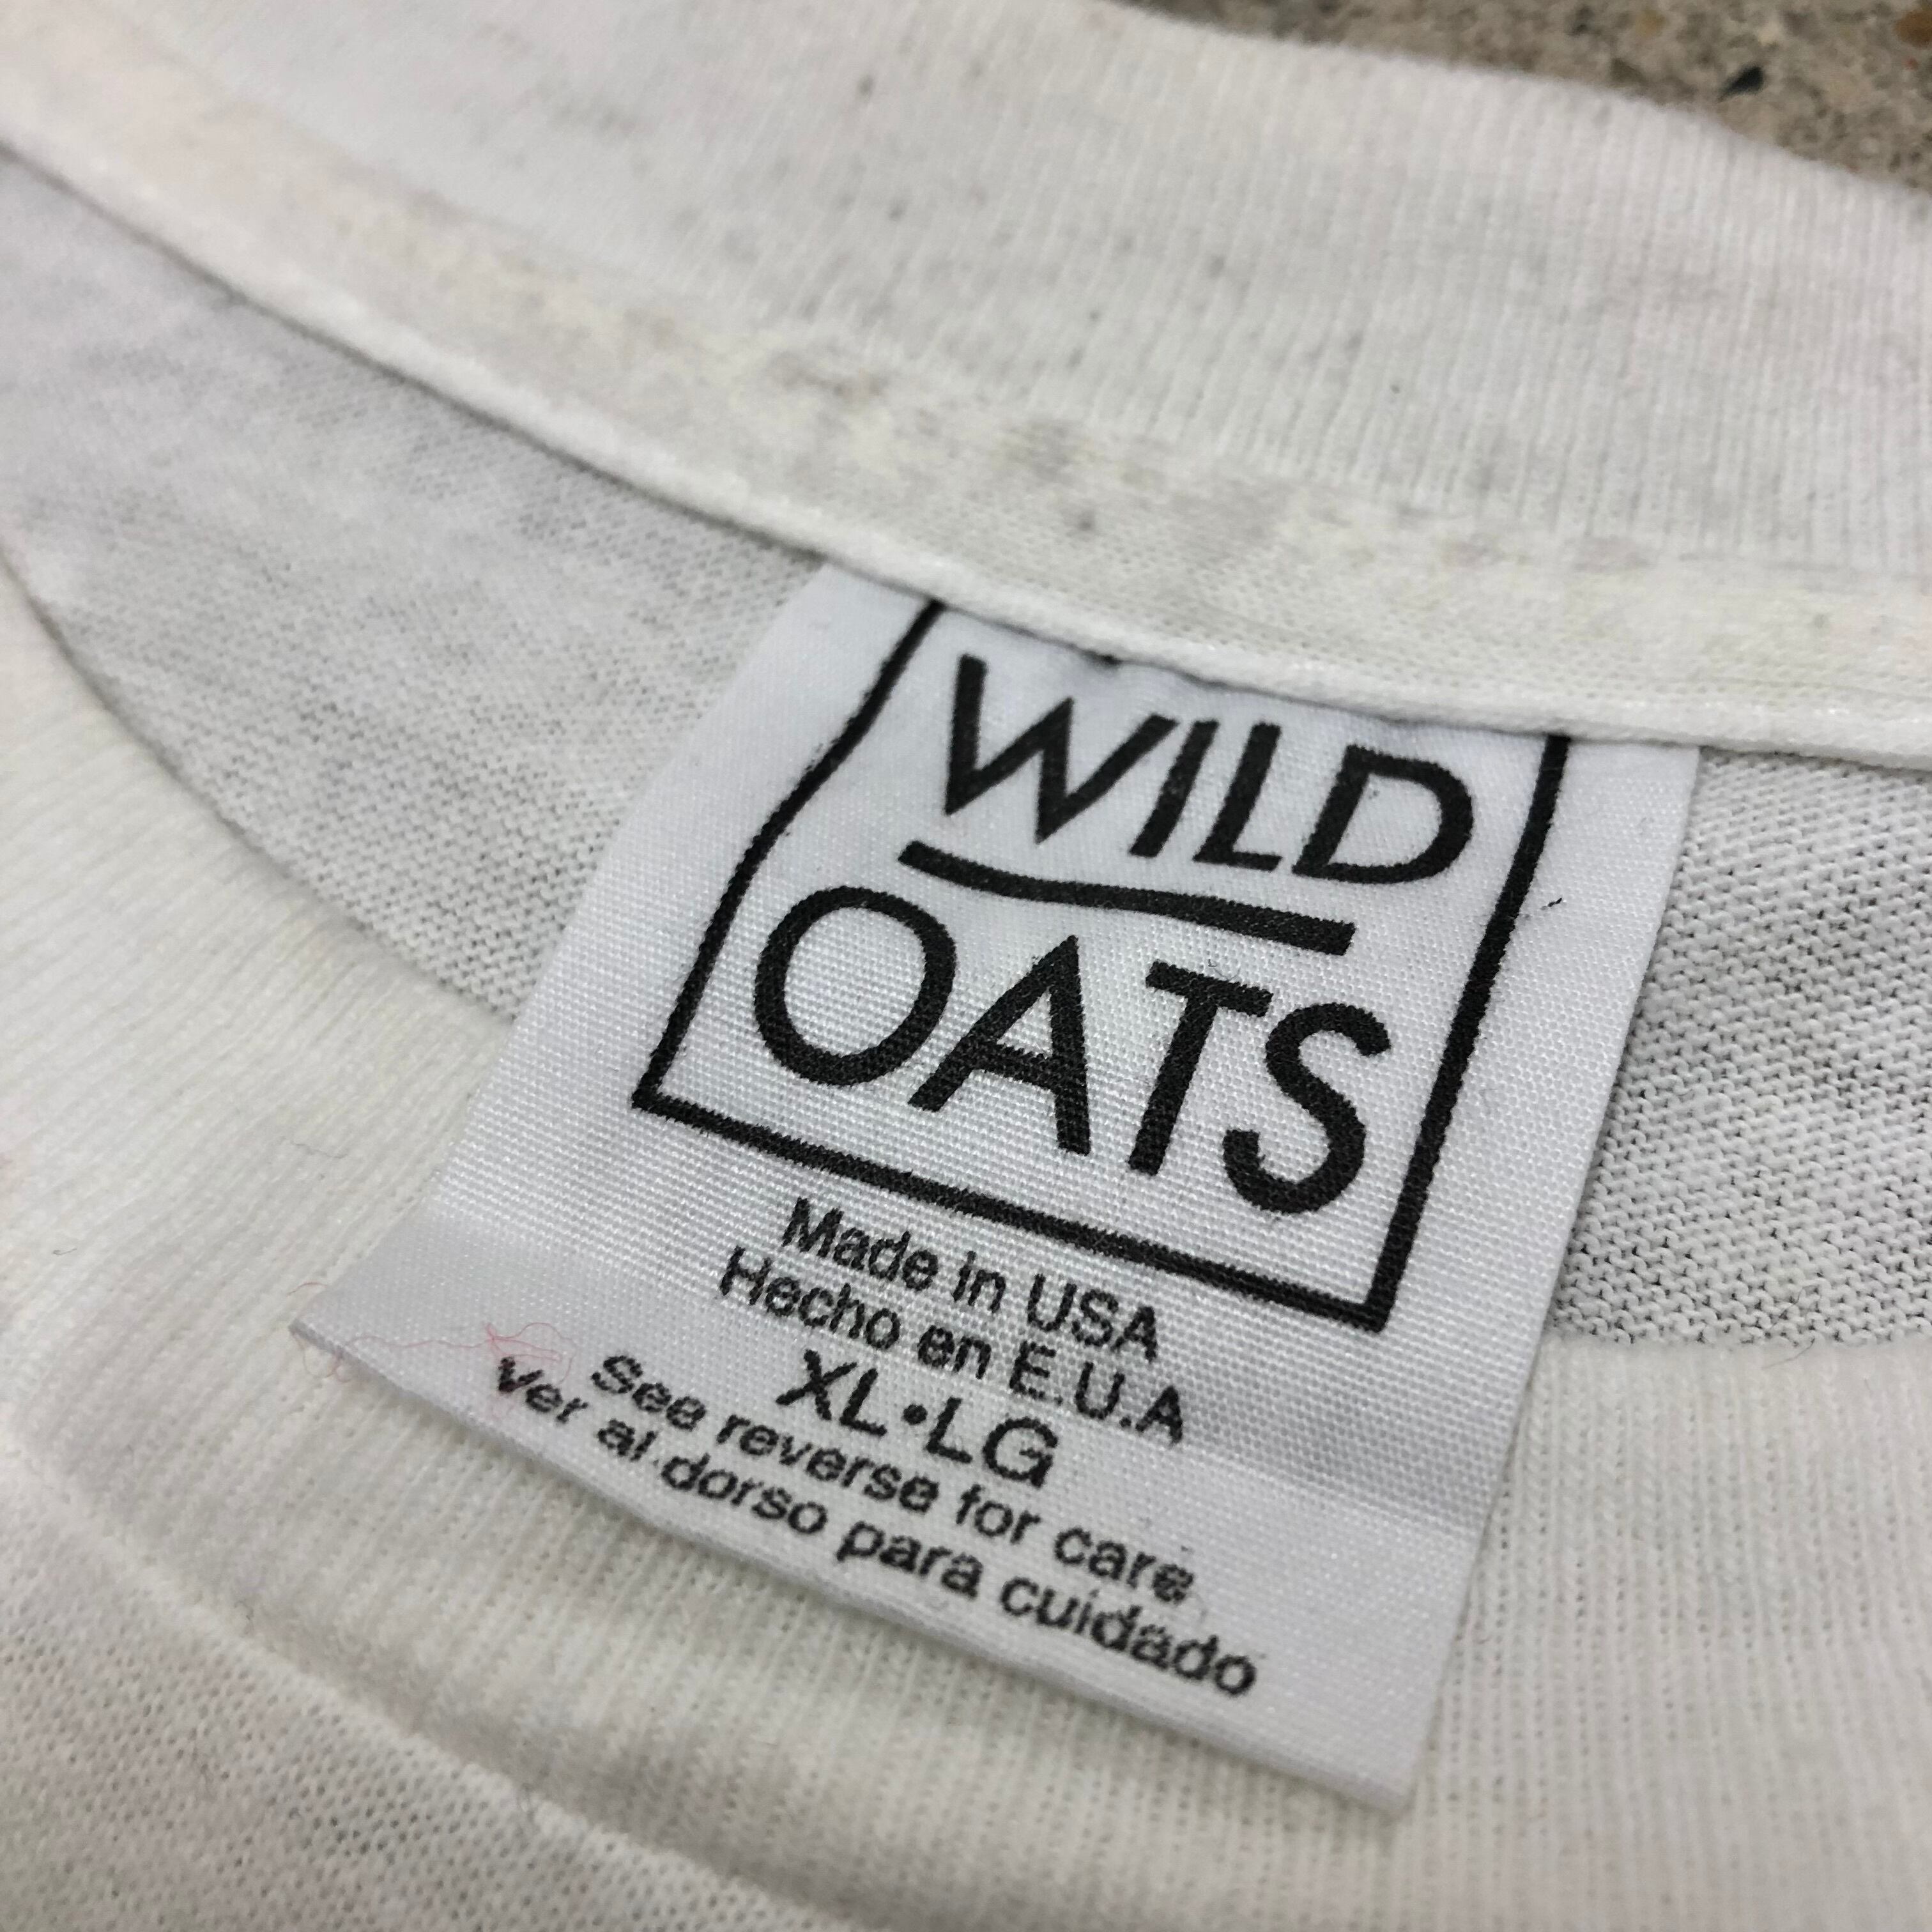 WILD
OATS
Made in USA
Hecho en E.U.A
XL•LG
See reverse for care
Ver al dorso para cuidado